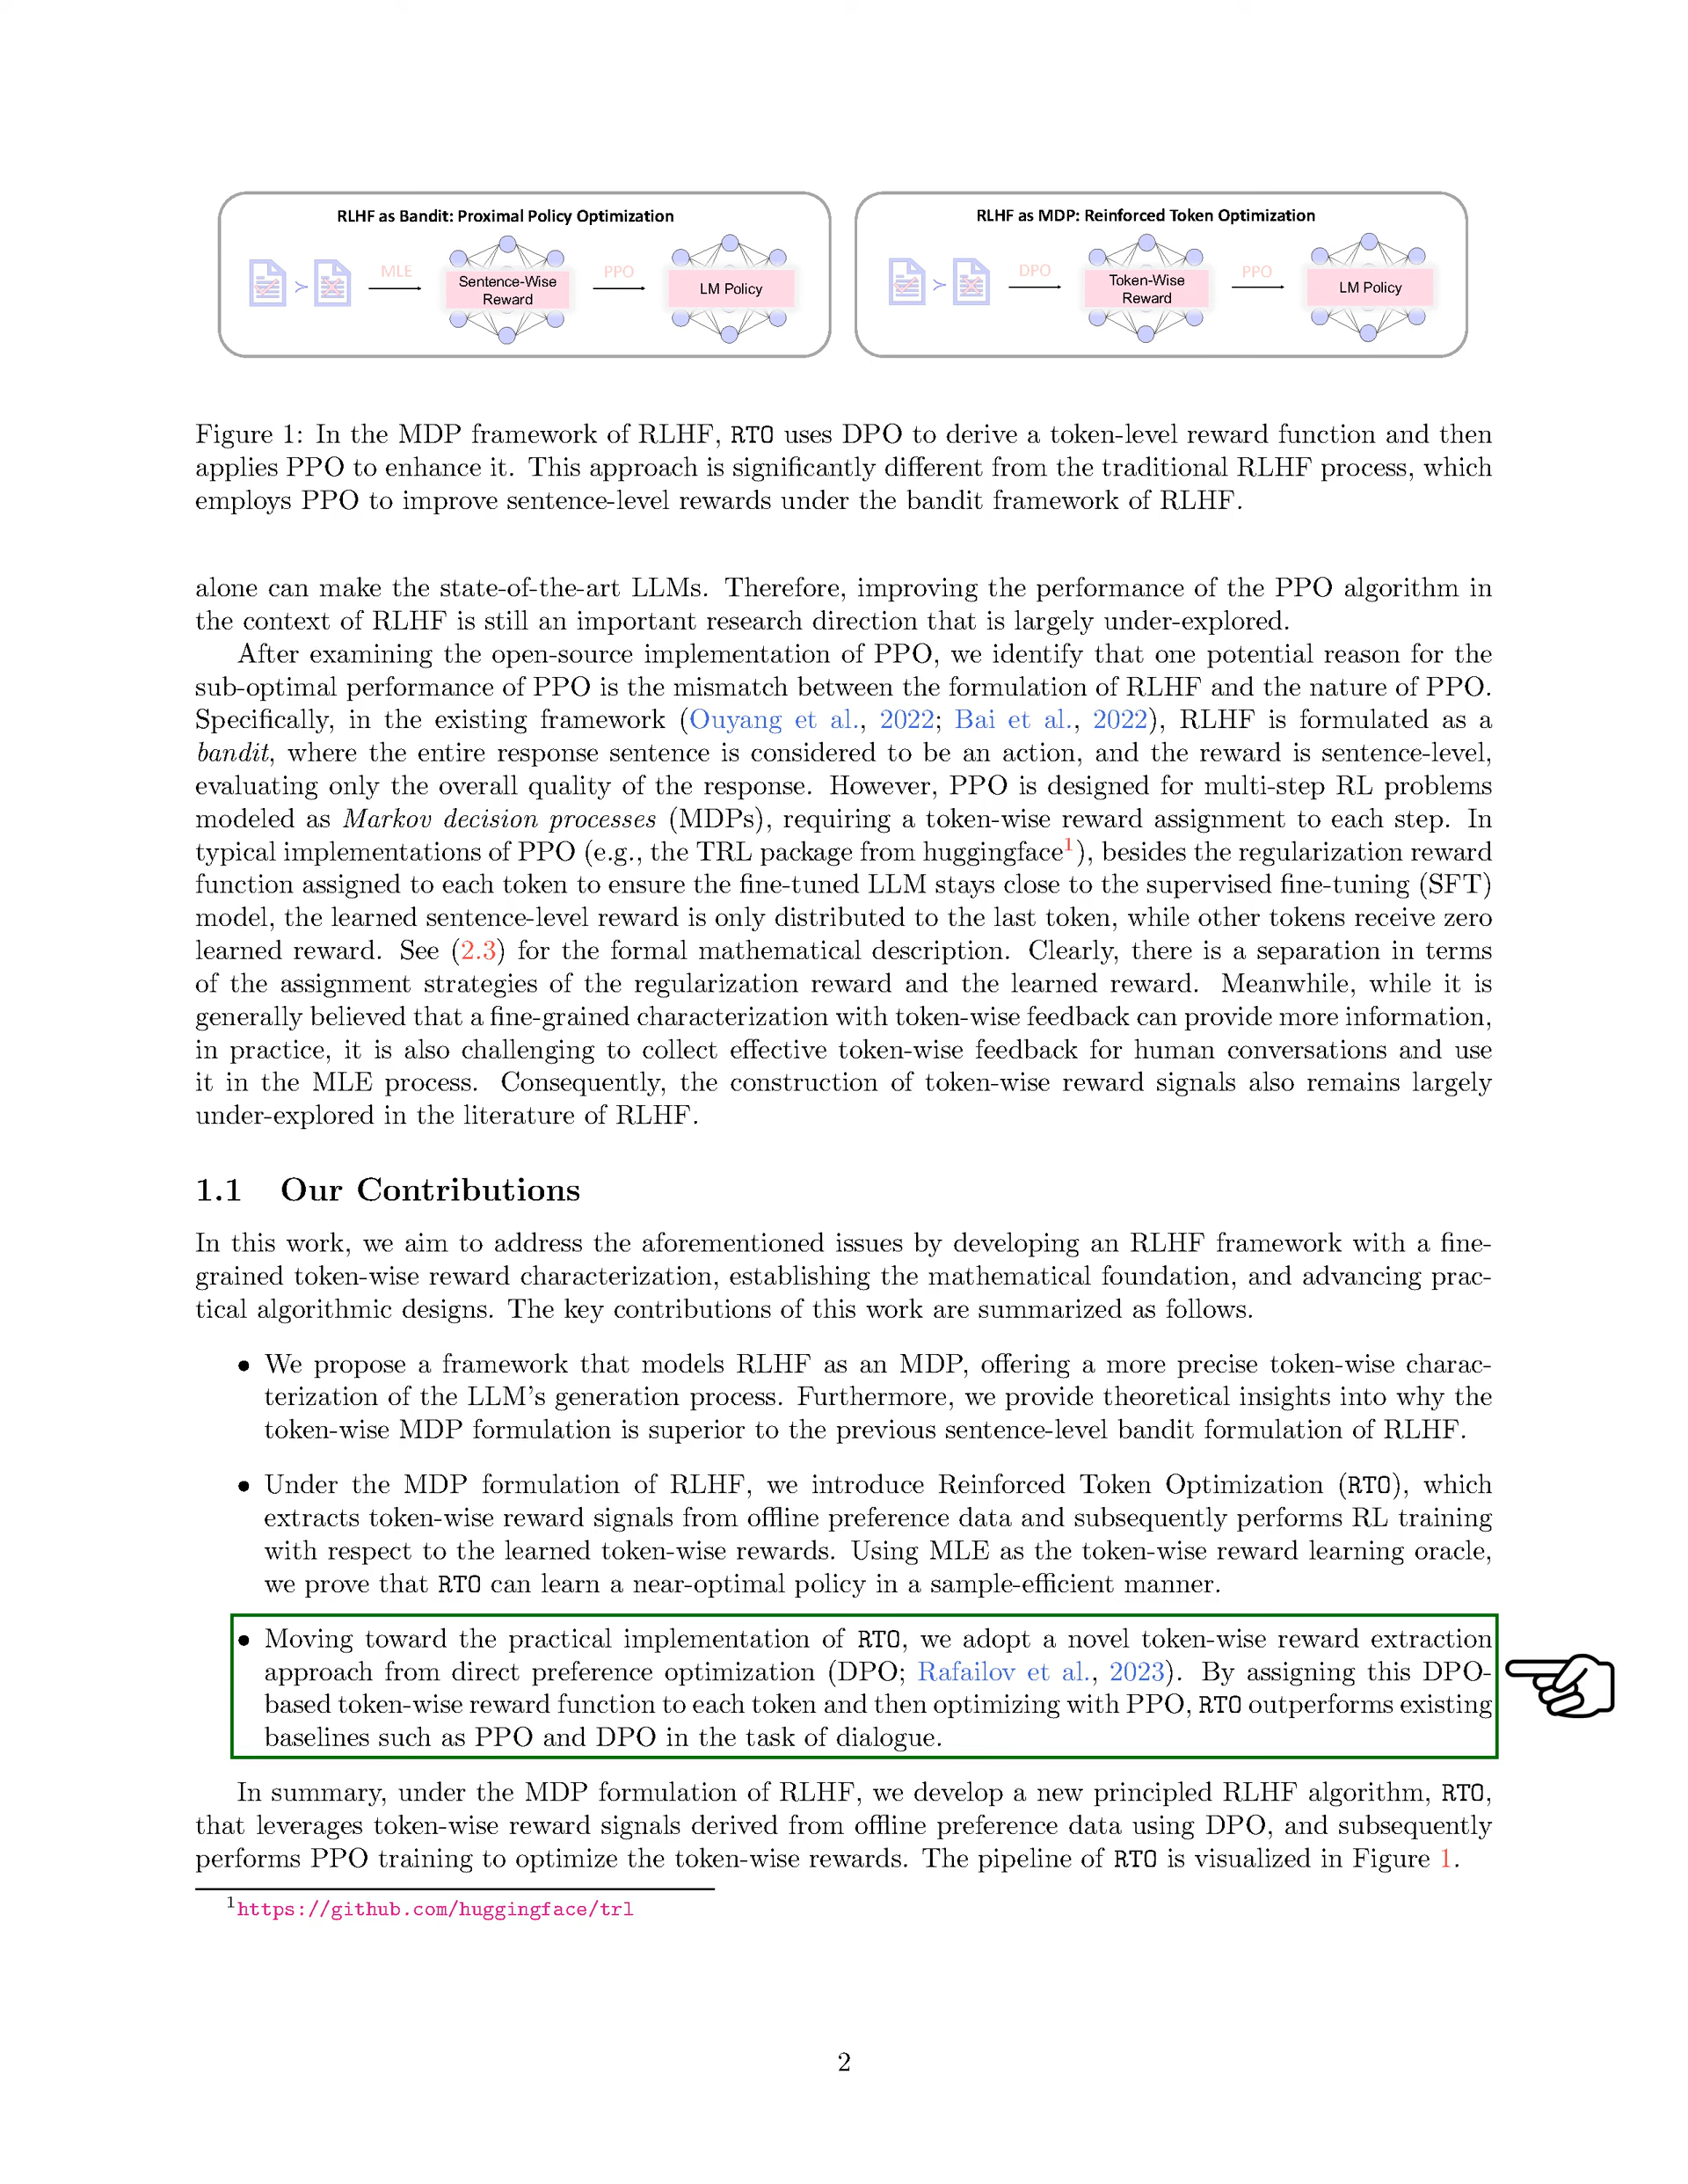 RLHF as Bandit: Proximal Policy Optimization
MLE
Sentence-Wise
Reward
PPO
LM Policy
RLHF as MDP: Reinforced Token Optimization
DPO
Token-Wise
Reward
PPO
LM Policy
Figure 1: In the MDP framework of RLHF, RTO uses DPO to derive a token-level reward function and then
applies PPO to enhance it. This approach is significantly different from the traditional RLHF process, which
employs PPO to improve sentence-level rewards under the bandit framework of RLHF.
alone can make the state-of-the-art LLMs. Therefore, improving the performance of the PPO algorithm in
the context of RLHF is still an important research direction that is largely under-explored.
After examining the open-source implementation of PPO, we identify that one potential reason for the
sub-optimal performance of PPO is the mismatch between the formulation of RLHF and the nature of PPO.
Specifically, in the existing framework (Ouyang et al., 2022; Bai et al., 2022), RLHF is formulated as a
bandit, where the entire response sentence is considered to be an action, and the reward is sentence-level,
evaluating only the overall quality of the response. However, PPO is designed for multi-step RL problems
modeled as Markov decision processes (MDPs), requiring a token-wise reward assignment to each step. In
typical implementations of PPO (e.g., the TRL package from huggingface1), besides the regularization reward
function assigned to each token to ensure the fine-tuned LLM stays close to the supervised fine-tuning (SFT)
model, the learned sentence-level reward is only distributed to the last token, while other tokens receive zero
learned reward. See (2.3) for the formal mathematical description. Clearly, there is a separation in terms
of the assignment strategies of the regularization reward and the learned reward. Meanwhile, while it is
generally believed that a fine-grained characterization with token-wise feedback can provide more information,
in practice, it is also challenging to collect effective token-wise feedback for human conversations and use
it in the MLE process. Consequently, the construction of token-wise reward signals also remains largely
under-explored in the literature of RLHF.
1.1 Our Contributions
In this work, we aim to address the aforementioned issues by developing an RLHF framework with a fine-
grained token-wise reward characterization, establishing the mathematical foundation, and advancing prac-
tical algorithmic designs. The key contributions of this work are summarized as follows.
• We propose a framework that models RLHF as an MDP, offering a more precise token-wise charac-
terization of the LLM's generation process. Furthermore, we provide theoretical insights into why the
token-wise MDP formulation is superior to the previous sentence-level bandit formulation of RLHF.
• Under the MDP formulation of RLHF, we introduce Reinforced Token Optimization (RTO), which
extracts token-wise reward signals from offline preference data and subsequently performs RL training
with respect to the learned token-wise rewards. Using MLE as the token-wise reward learning oracle,
we prove that RTO can learn a near-optimal policy in a sample-efficient manner.
• Moving toward the practical implementation of RTO, we adopt a novel token-wise reward extraction
approach from direct preference optimization (DPO; Rafailov et al., 2023). By assigning this DPO-
based token-wise reward function to each token and then optimizing with PPO, RTO outperforms existing
baselines such as PPO and DPO in the task of dialogue.
In summary, under the MDP formulation of RLHF, we develop a new principled RLHF algorithm, RTO,
that leverages token-wise reward signals derived from offline preference data using DPO, and subsequently
performs PPO training to optimize the token-wise rewards. The pipeline of RTO is visualized in Figure 1.
1https://github.com/huggingface/trl
2